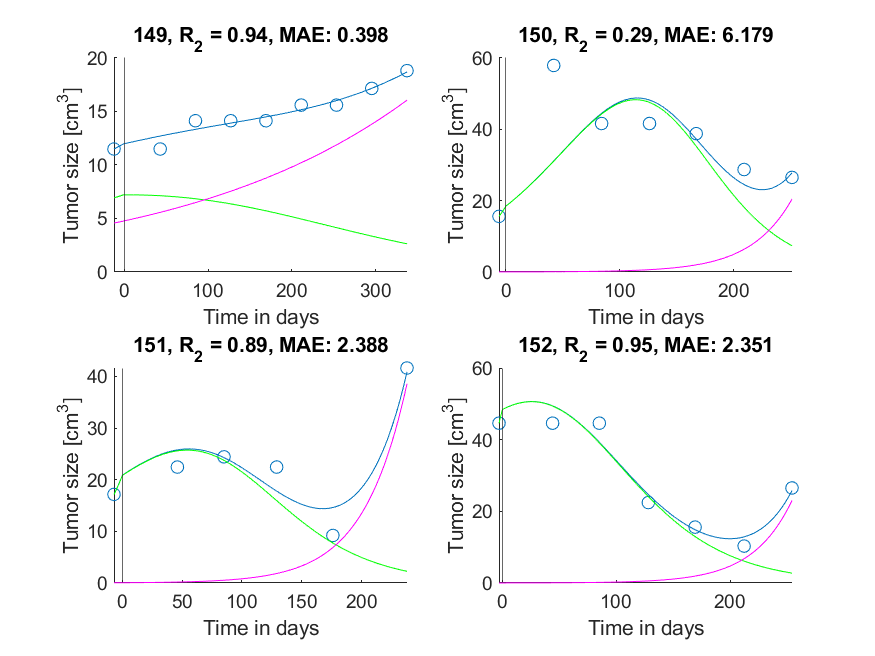 149, R₂ = 0.94, MAE: 0.398
20
15
10
5
0
Tumor size [cm³]
0 100 200 300
Time in days
150, R₂ = 0.29, MAE: 6.179
60
40
20
0
Tumor size [cm³]
0 100 200
Time in days
151, R₂ = 0.89, MAE: 2.388
40
30
20
10
0
Tumor size [cm³]
0 50 100 150 200
Time in days
152, R₂ = 0.95, MAE: 2.351
60
40
20
0
Tumor size [cm³]
0 100 200
Time in days